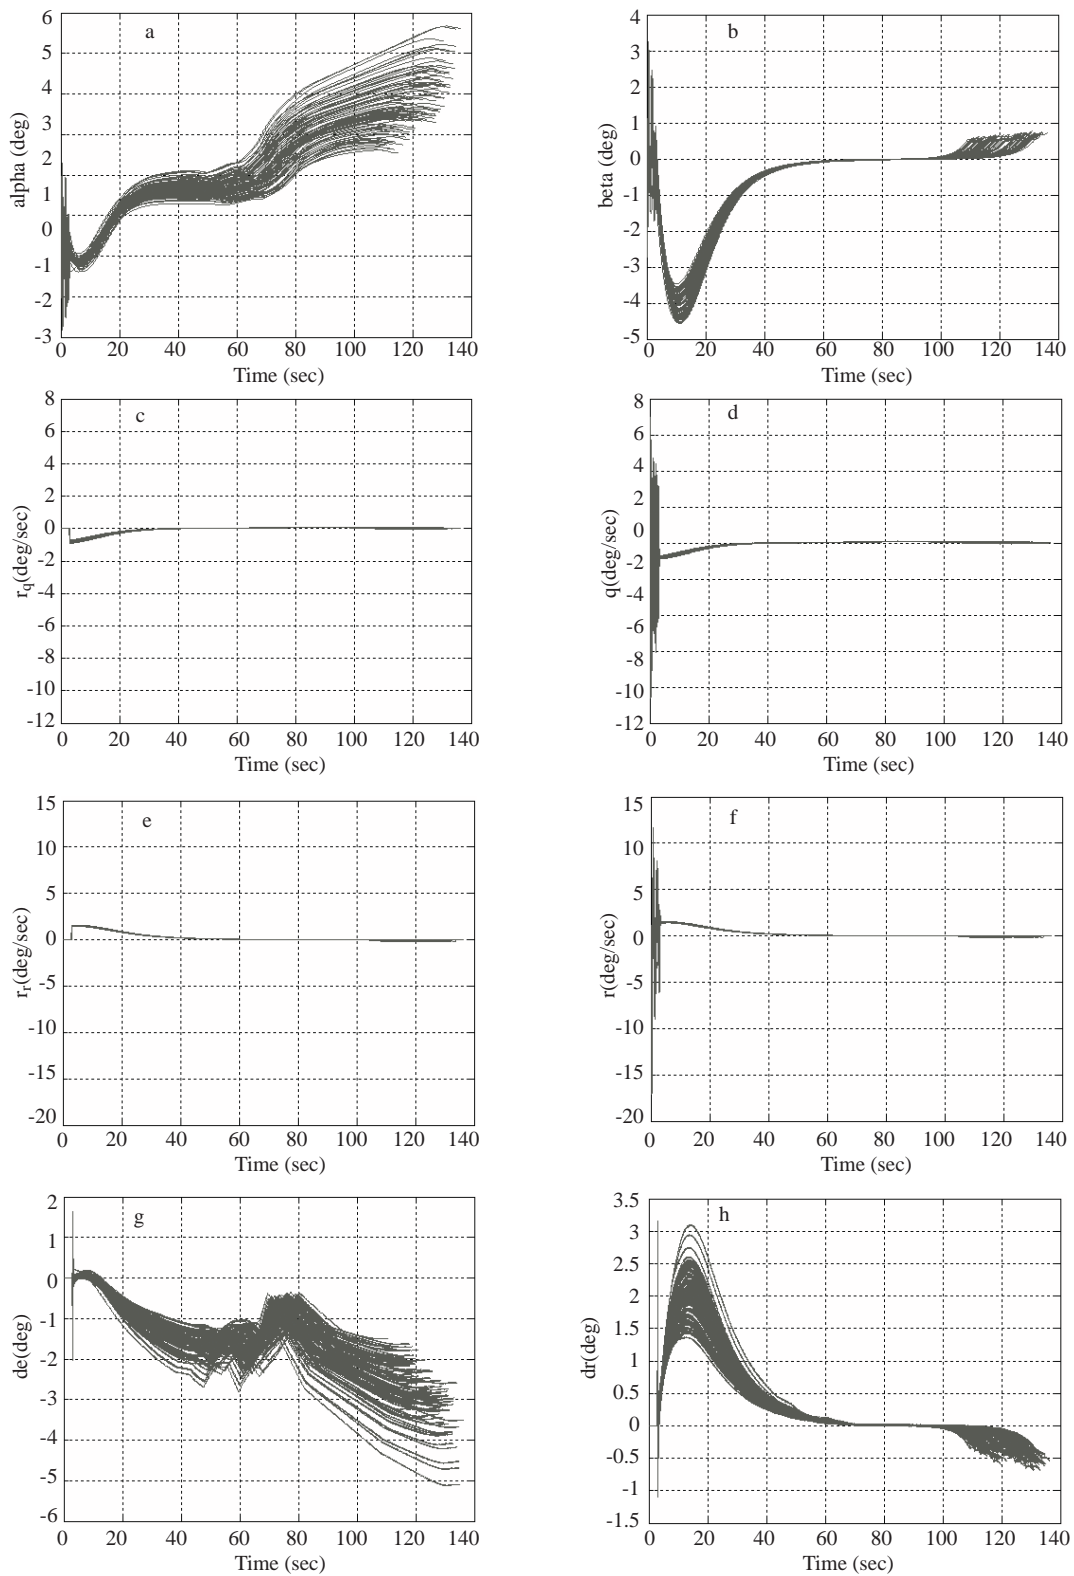 a
alpha (deg)
6
5
4
3
2
1
0
-1
-2
-3
0 20 40 60 80 100 120 140
Time (sec)
b
beta (deg)
4
3
2
1
0
-1
-2
-3
-4
-5
0 20 40 60 80 100 120 140
Time (sec)
c
rq(deg/sec)
8
6
4
2
0
-2
-4
-6
-8
-10
-12
0 20 40 60 80 100 120 140
Time (sec)
d
q(deg/sec)
8
6
4
2
0
-2
-4
-6
-8
-10
-12
0 20 40 60 80 100 120 140
Time (sec)
e
rr(deg/sec)
15
10
5
0
-5
-10
-15
-20
0 20 40 60 80 100 120 140
Time (sec)
f
r(deg/sec)
15
10
5
0
-5
-10
-15
-20
0 20 40 60 80 100 120 140
Time (sec)
g
de(deg)
2
1
0
-1
-2
-3
-4
-5
-6
0 20 40 60 80 100 120 140
Time (sec)
h
dr(deg)
3.5
3
2.5
2
1.5
1
0.5
0
-0.5
-1
-1.5
0 20 40 60 80 100 120 140
Time (sec)